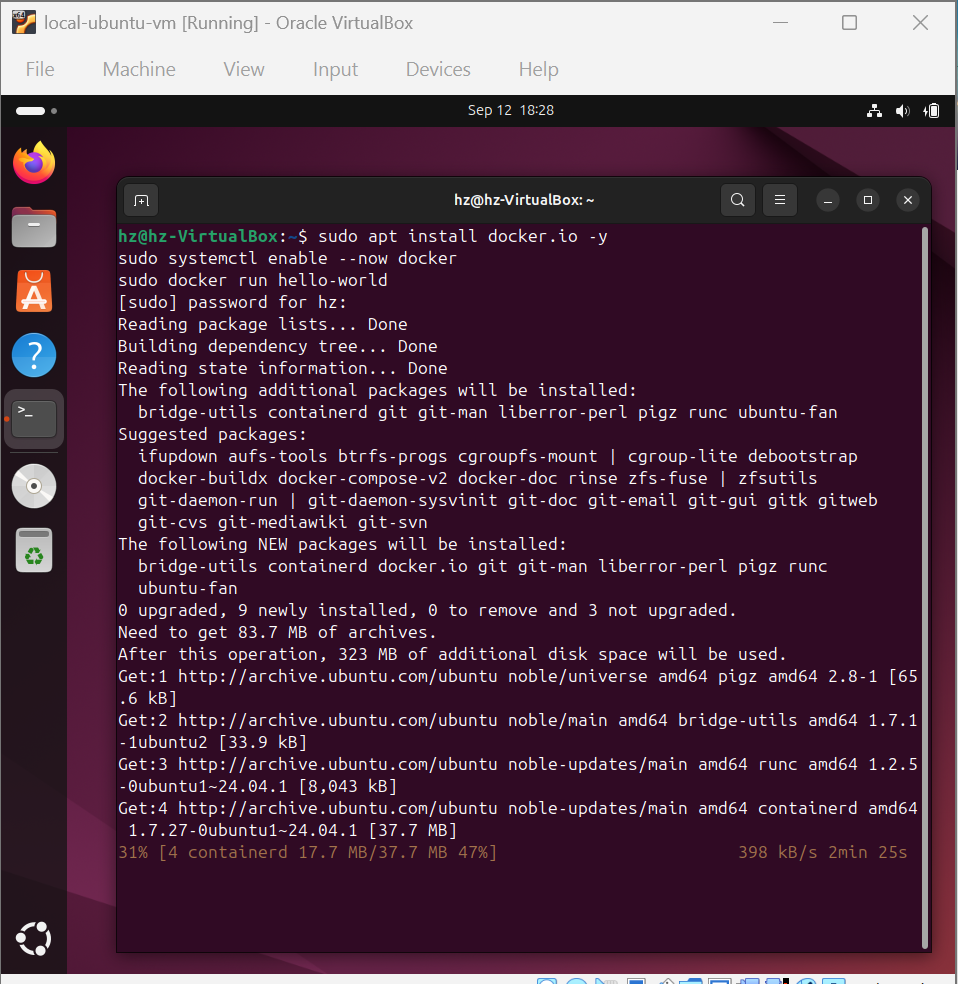 local-ubuntu-vm [Running] - Oracle VirtualBox
File Machine View Input Devices Help
Sep 12 18:28
hz@hz-VirtualBox: ~
hz@hz-VirtualBox:~$ sudo apt install docker.io -y
sudo systemctl enable --now docker
sudo docker run hello-world
[sudo] password for hz:
Reading package lists... Done
Building dependency tree... Done
Reading state information... Done
The following additional packages will be installed:
  bridge-utils containerd git git-man liberror-perl pigz runc ubuntu-fan
Suggested packages:
  ifupdown aufs-tools btrfs-progs cgroupfs-mount | cgroup-lite debootstrap
  docker-buildx docker-compose-v2 docker-doc rinse zfs-fuse | zfsutils
  git-daemon-run | git-daemon-sysvinit git-doc git-email git-gui gitk gitweb
  git-cvs git-mediawiki git-svn
The following NEW packages will be installed:
  bridge-utils containerd docker.io git git-man liberror-perl pigz runc
  ubuntu-fan
0 upgraded, 9 newly installed, 0 to remove and 3 not upgraded.
Need to get 83.7 MB of archives.
After this operation, 323 MB of additional disk space will be used.
Get:1 http://archive.ubuntu.com/ubuntu noble/universe amd64 pigz amd64 2.8-1 [65
.6 kB]
Get:2 http://archive.ubuntu.com/ubuntu noble/main amd64 bridge-utils amd64 1.7.1
-1ubuntu2 [33.9 kB]
Get:3 http://archive.ubuntu.com/ubuntu noble-updates/main amd64 runc amd64 1.2.5
-0ubuntu1~24.04.1 [8,043 kB]
Get:4 http://archive.ubuntu.com/ubuntu noble-updates/main amd64 containerd amd64
 1.7.27-0ubuntu1~24.04.1 [37.7 MB]
31% [4 containerd 17.7 MB/37.7 MB 47%] 398 kB/s 2min 25s